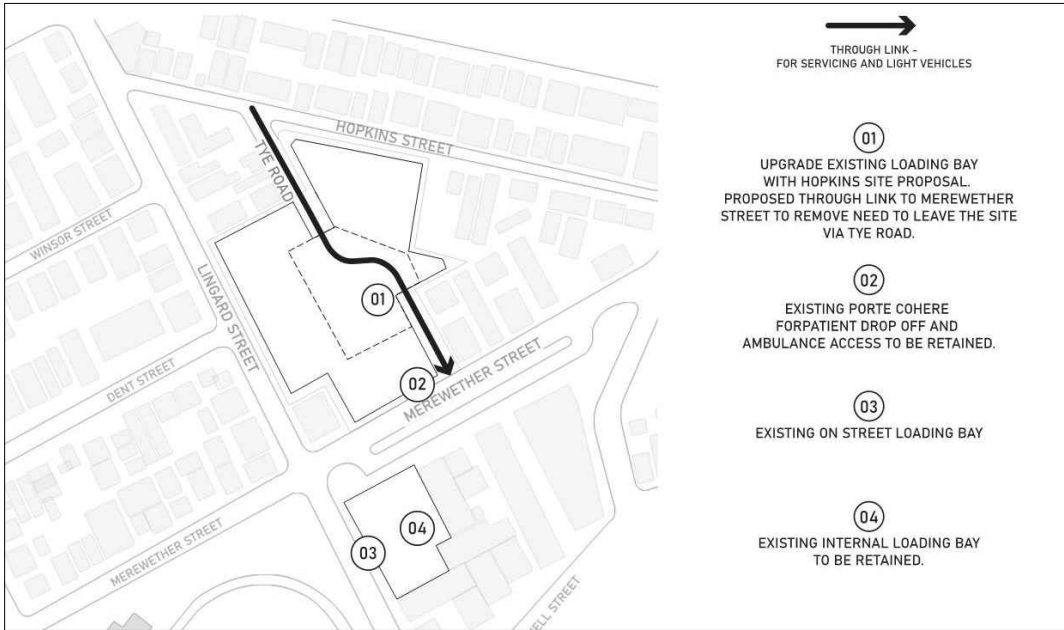 HOPKINS STREET
TYE ROAD
WINSOR STREET
LINGARD STREET
01
DENT STREET
02
MEREWETHER STREET
04
03
MEREWETHER STREET
STREET
THROUGH LINK -
FOR SERVICING AND LIGHT VEHICLES
01
UPGRADE EXISTING LOADING BAY
WITH HOPKINS SITE PROPOSAL.
PROPOSED THROUGH LINK TO MEREWETHER
STREET TO REMOVE NEED TO LEAVE THE SITE
VIA TYE ROAD.
02
EXISTING PORTE COHERE
FORPATIENT DROP OFF AND
AMBULANCE ACCESS TO BE RETAINED.
03
EXISTING ON STREET LOADING BAY
04
EXISTING INTERNAL LOADING BAY
TO BE RETAINED.